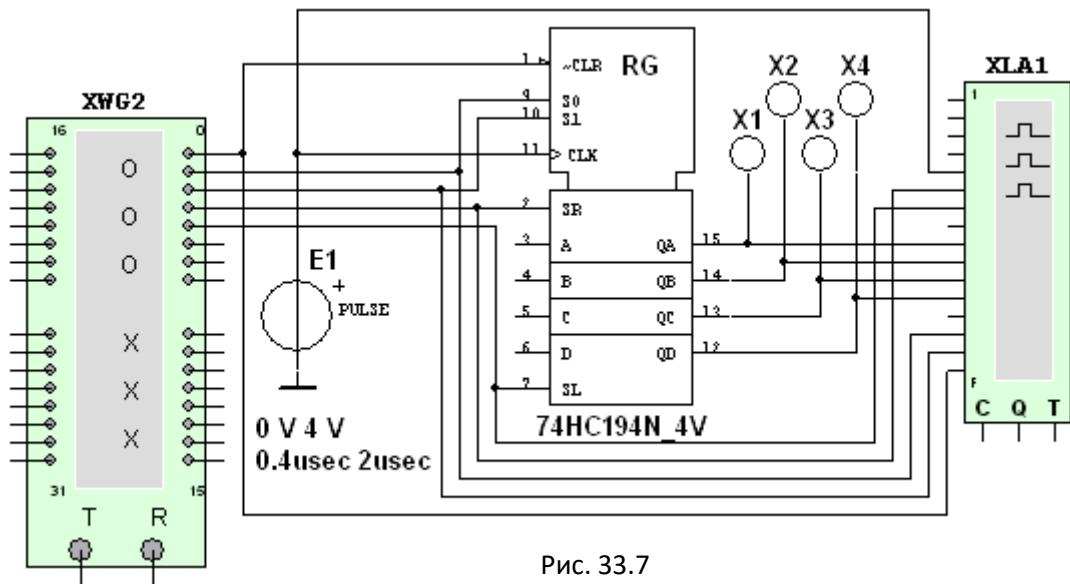 XWG2
16 0
O
O
O
X
X
X
31 15
T R
E1
+
PULSE
0 V 4 V
0.4usec 2usec
1 ~CLR RG
9 S0
10 S1
11 CLK
2 SR
3 A QA 15
4 B QB 14
5 C QC 13
6 D QD 12
7 SL
74HC194N_4V
X2 X4
X1 X3
XLA1
1
F
C Q T
Рис. 33.7